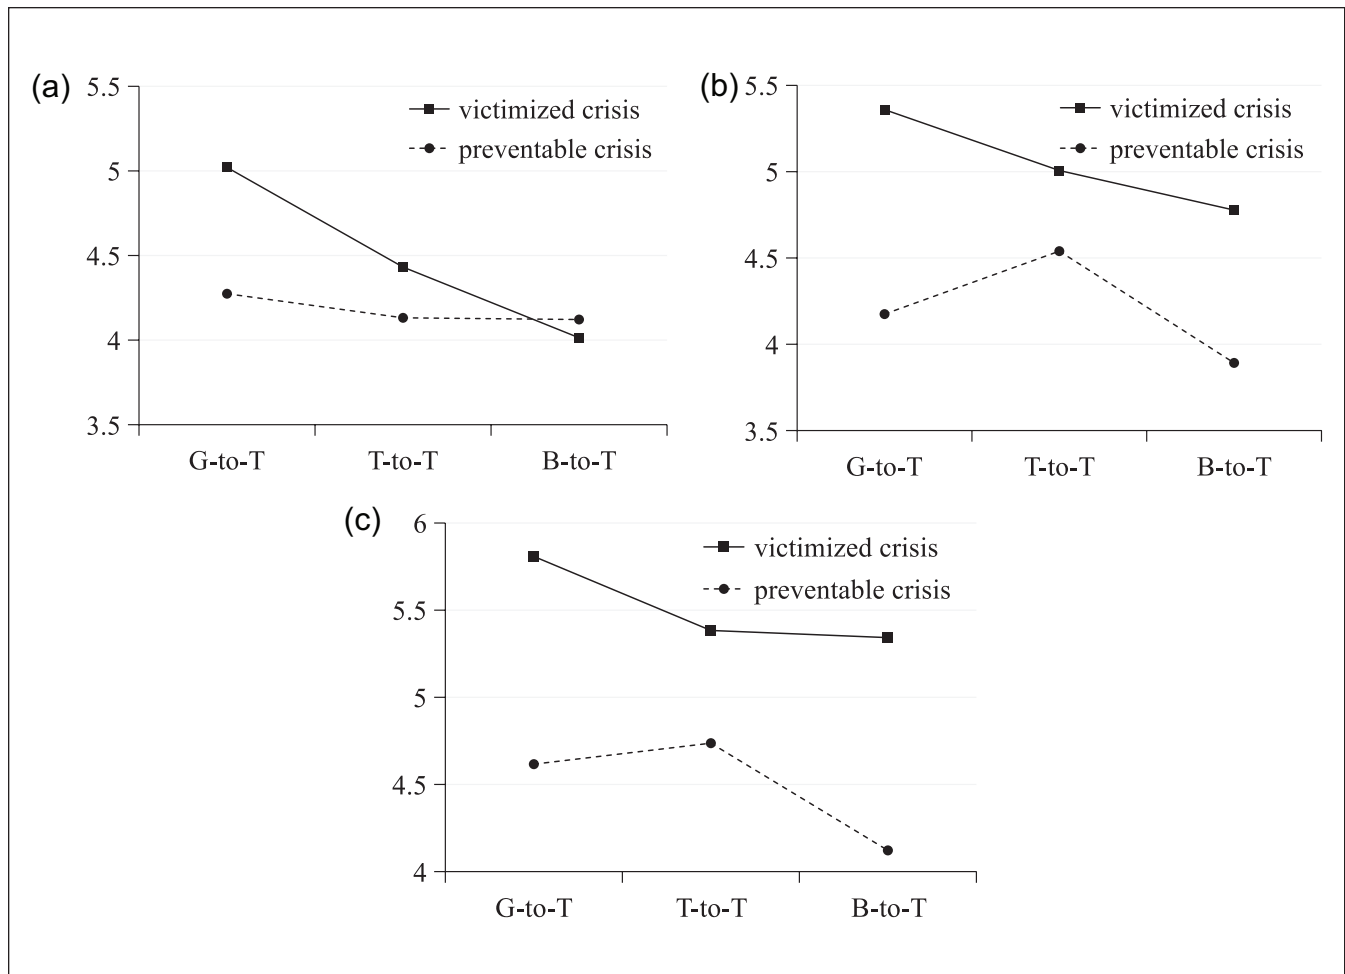 (a)
5.5
5
4.5
4
3.5
victimized crisis
preventable crisis
G-to-T T-to-T B-to-T
(b)
5.5
5
4.5
4
3.5
victimized crisis
preventable crisis
G-to-T T-to-T B-to-T
(c)
6
5.5
5
4.5
4
victimized crisis
preventable crisis
G-to-T T-to-T B-to-T